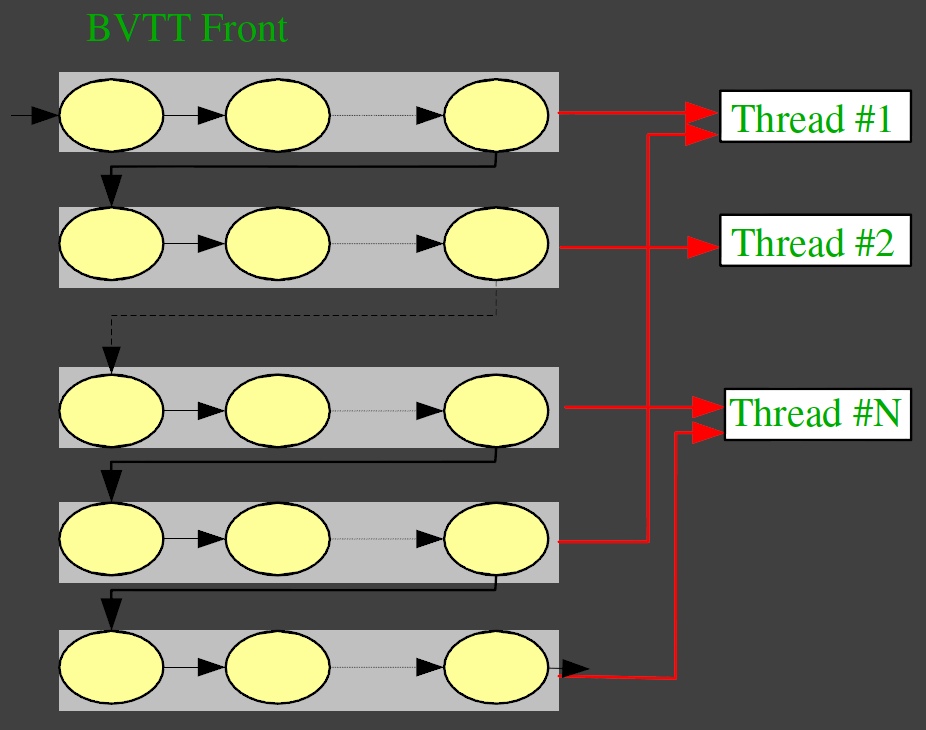 BVTT Front
Thread #1
Thread #2
Thread #N